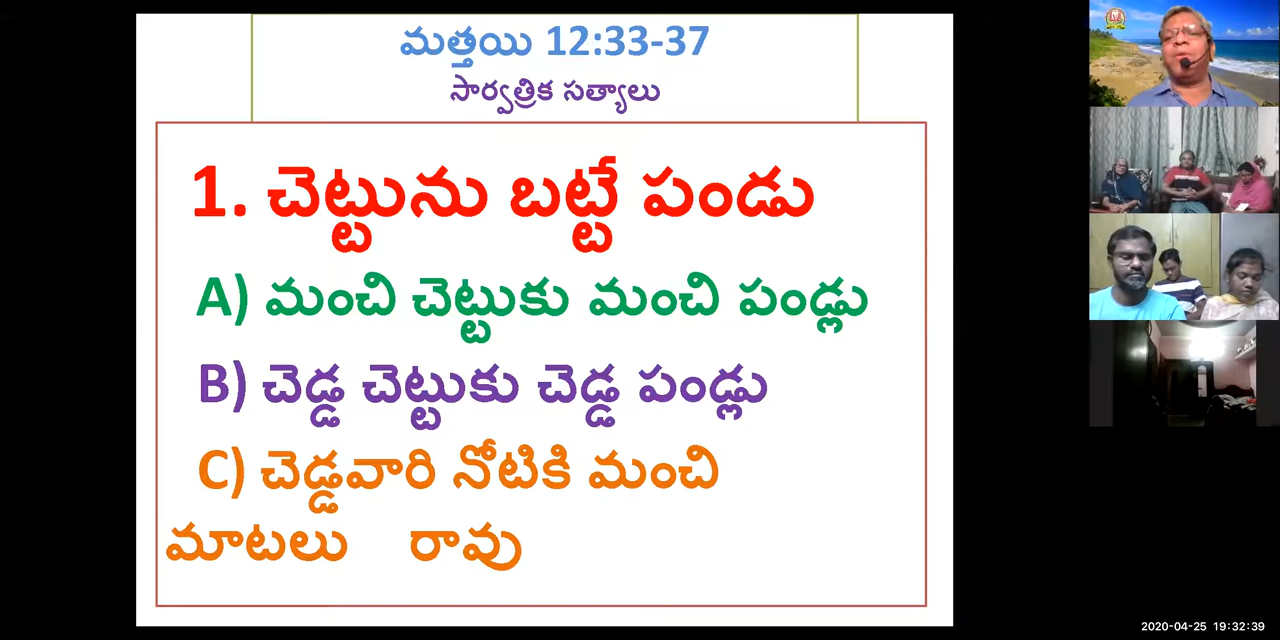 మత్తయి 12:33-37
సార్వత్రిక సత్యాలు
1. చెట్టును బట్టే పండు
A) మంచి చెట్టుకు మంచి పండ్లు
B) చెడ్డ చెట్టుకు చెడ్డ పండ్లు
C) చెడ్డవారి నోటికి మంచి
మాటలు రావు
2020-04-25 19:32:39